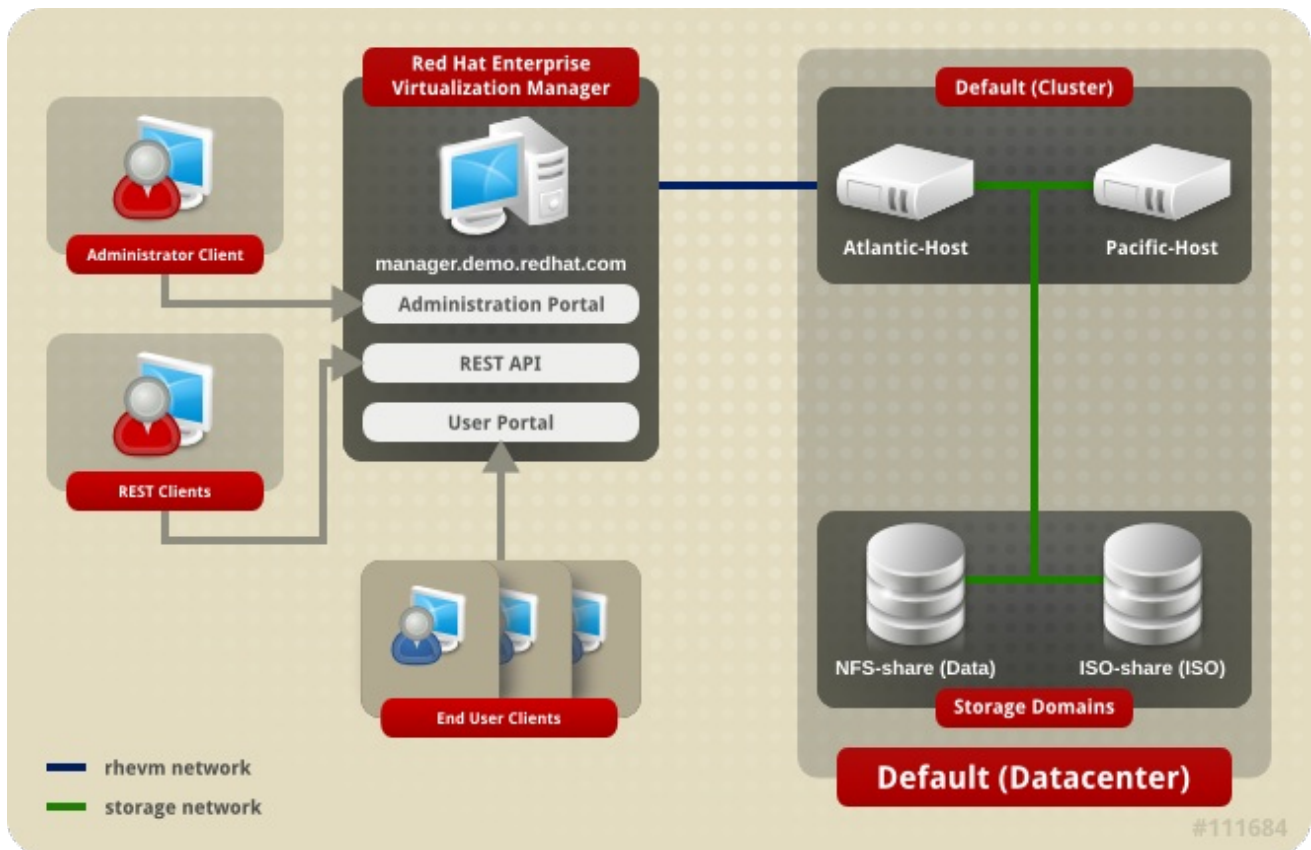 Red Hat Enterprise
Virtualization Manager
Default (Cluster)
Administrator Client
manager.demo.redhat.com
Atlantic-Host
Pacific-Host
Administration Portal
REST API
User Portal
REST Clients
End User Clients
NFS-share (Data)
ISO-share (ISO)
Storage Domains
Default (Datacenter)
rhevm network
storage network
#111684